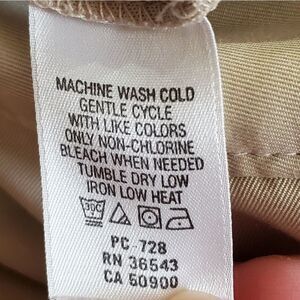 MACHINE WASH COLD
GENTLE CYCLE
WITH LIKE COLORS
ONLY NON-CHLORINE
BLEACH WHEN NEEDED
TUMBLE DRY LOW
IRON LOW HEAT
30C
PC-728
RN 36543
CA 50900